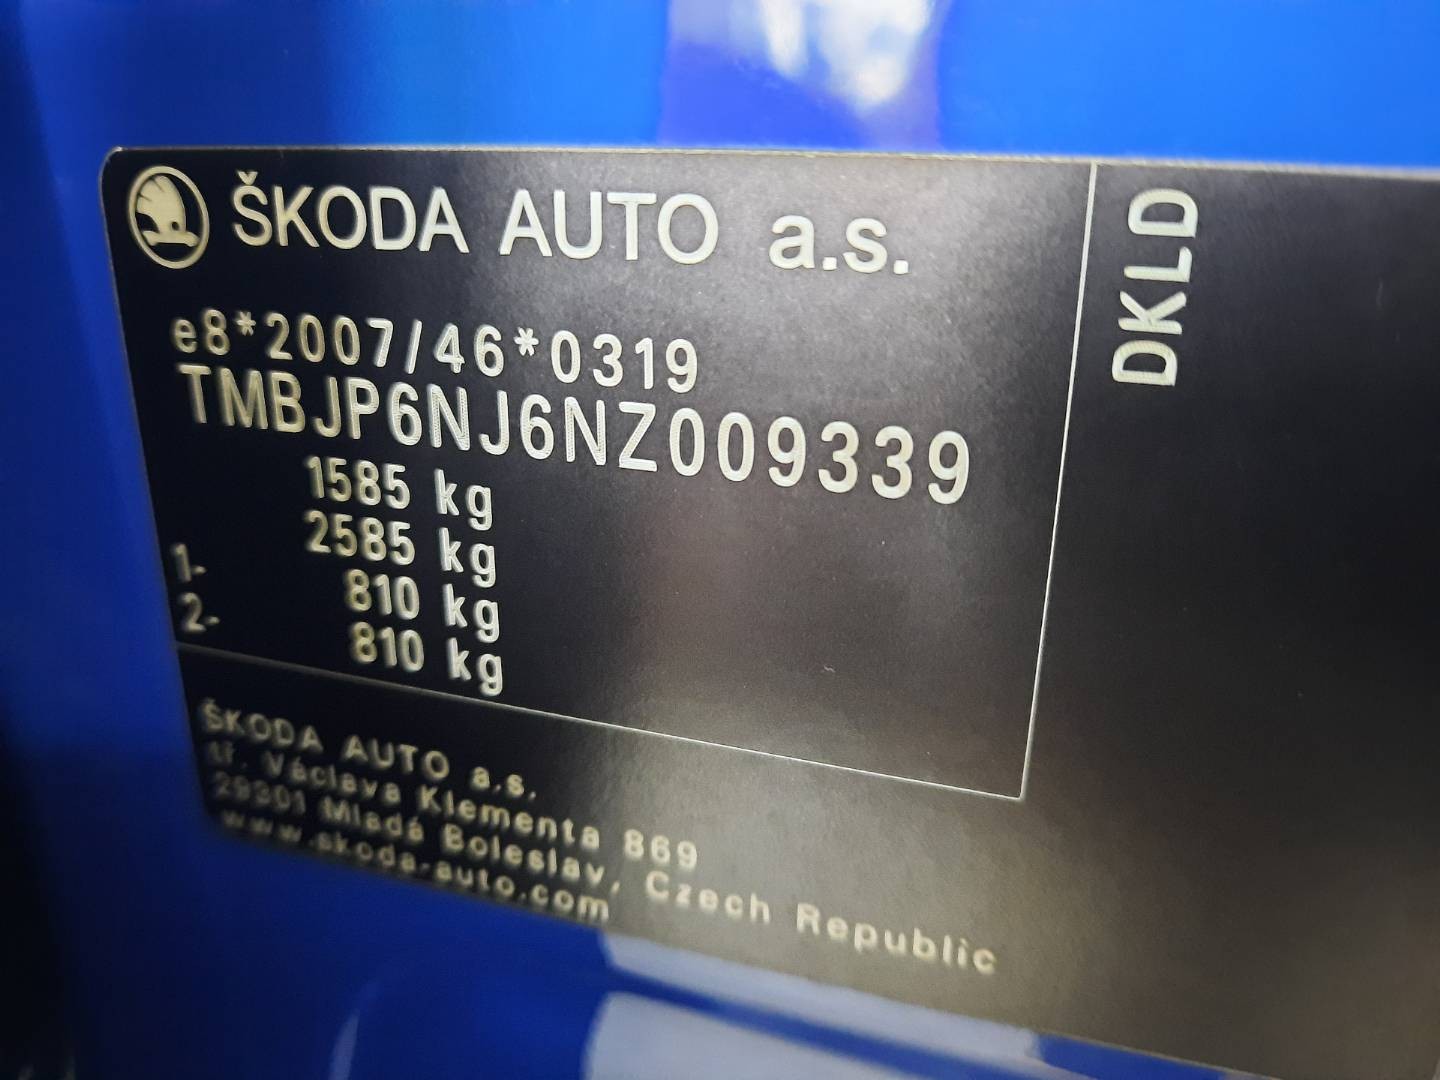 ŠKODA AUTO a.s.
e8*2007/46*0319
TMBJP6NJ6NZ009339
1585 kg
2585 kg
1- 810 kg
2- 810 kg
ŠKODA AUTO a.s.
tř. Václava Klementa 869
29301 Mladá Boleslav, Czech Republic
www.skoda-auto.com
DKLD